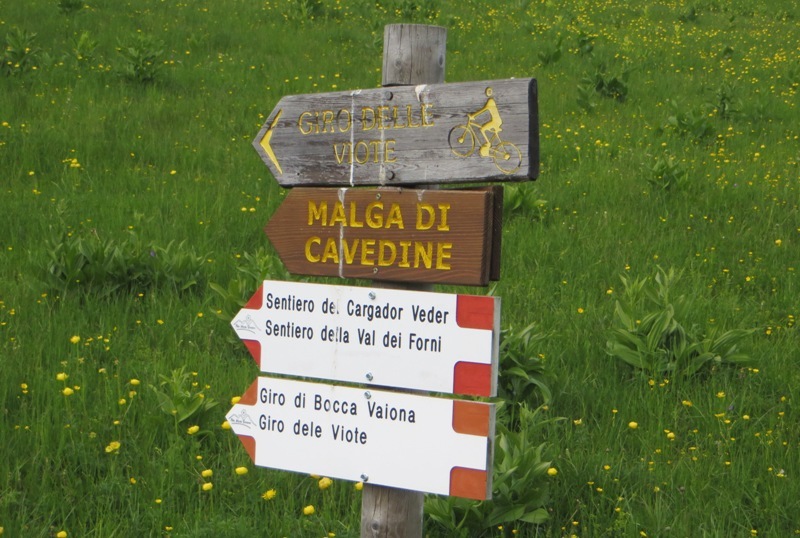 GIRO DELLE
VIOTE
MALGA DI
CAVEDINE
Sentiero del Cargador Veder
Sentiero della Val dei Forni
Giro di Bocca Vaiona
Giro dele Viote